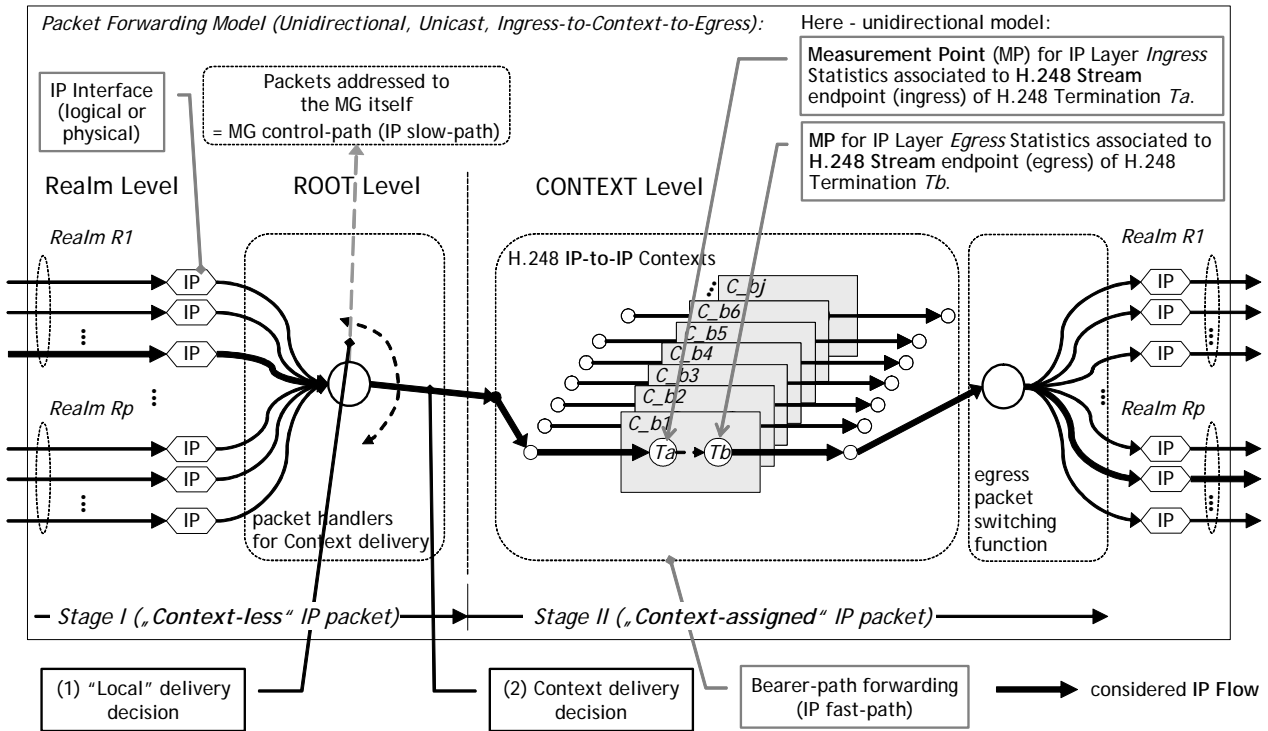 Packet Forwarding Model (Unidirectional, Unicast, Ingress-to-Context-to-Egress):
Here - unidirectional model:
Measurement Point (MP) for IP Layer Ingress
Statistics associated to H.248 Stream
endpoint (ingress) of H.248 Termination Ta.
MP for IP Layer Egress Statistics associated to
H.248 Stream endpoint (egress) of H.248
Termination Tb.
IP Interface
(logical or
physical)
Packets addressed to
the MG itself
= MG control-path (IP slow-path)
Realm Level
ROOT Level
CONTEXT Level
Realm R1
IP
IP
...
IP
...
Realm Rp
IP
IP
...
IP
packet handlers
for Context delivery
H.248 IP-to-IP Contexts
... C_bj
C_b6
C_b5
C_b4
C_b3
C_b2
C_b1
Ta
Tb
egress
packet
switching
function
Realm R1
IP
IP
...
IP
...
Realm Rp
IP
IP
...
IP
Stage I („Context-less“ IP packet)
Stage II („Context-assigned“ IP packet)
(1) “Local” delivery
decision
(2) Context delivery
decision
Bearer-path forwarding
(IP fast-path)
considered IP Flow